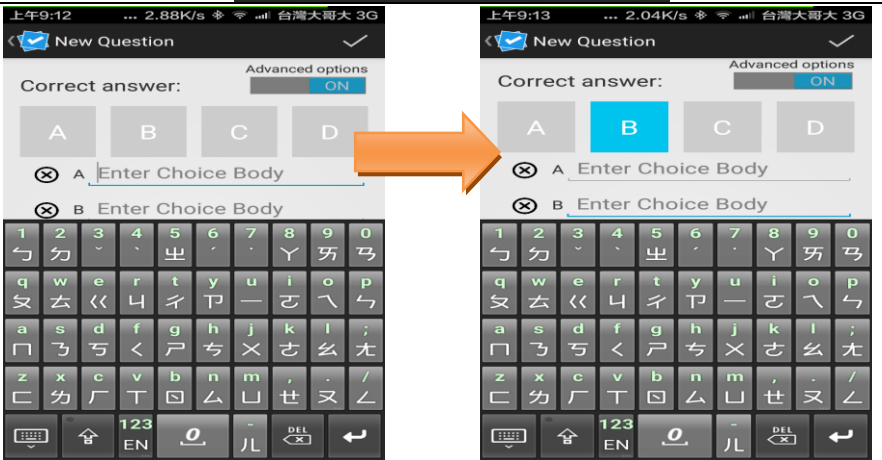 上午9:12 ... 2.88K/s 台灣大哥大 3G
New Question
Advanced options
Correct answer:
ON
A B C D
A Enter Choice Body
B Enter Choice Body
1 2 3 4 5 6 7 8 9 0
ㄅ ㄉ ˇ ˋ ㄓ ˊ ˙ ㄚ ㄞ ㄢ
q w e r t y u i o p
ㄆ ㄊ ㄍ ㄐ ㄔ ㄗ ㄧ ㄛ ㄟ ㄣ
a s d f g h j k l ;
ㄇ ㄋ ㄎ ㄑ ㄕ ㄘ ㄨ ㄜ ㄠ ㄤ
z x c v b n m , . /
ㄈ ㄌ ㄏ ㄒ ㄖ ㄙ ㄩ ㄝ ㄡ ㄥ
123 - DEL
EN ㄦ
上午9:13 ... 2.04K/s 台灣大哥大 3G
New Question
Advanced options
Correct answer:
ON
A B C D
A Enter Choice Body
B Enter Choice Body
1 2 3 4 5 6 7 8 9 0
ㄅ ㄉ ˇ ˋ ㄓ ˊ ˙ ㄚ ㄞ ㄢ
q w e r t y u i o p
ㄆ ㄊ ㄍ ㄐ ㄔ ㄗ ㄧ ㄛ ㄟ ㄣ
a s d f g h j k l ;
ㄇ ㄋ ㄎ ㄑ ㄕ ㄘ ㄨ ㄜ ㄠ ㄤ
z x c v b n m , . /
ㄈ ㄌ ㄏ ㄒ ㄖ ㄙ ㄩ ㄝ ㄡ ㄥ
123 - DEL
EN ㄦ